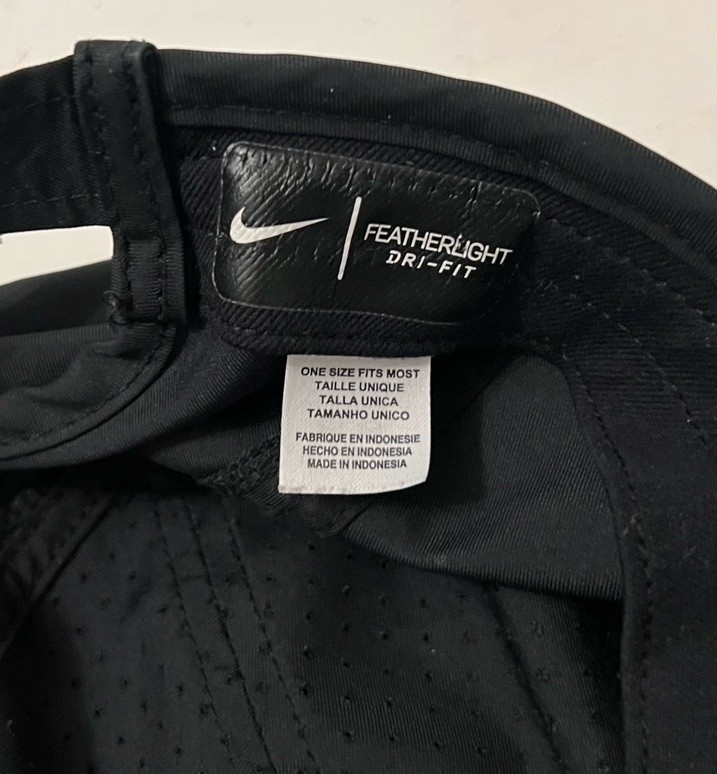 FEATHERLIGHT
DRI-FIT
ONE SIZE FITS MOST
TAILLE UNIQUE
TALLA UNICA
TAMANHO UNICO
FABRIQUE EN INDONESIE
HECHO EN INDONESIA
MADE IN INDONESIA